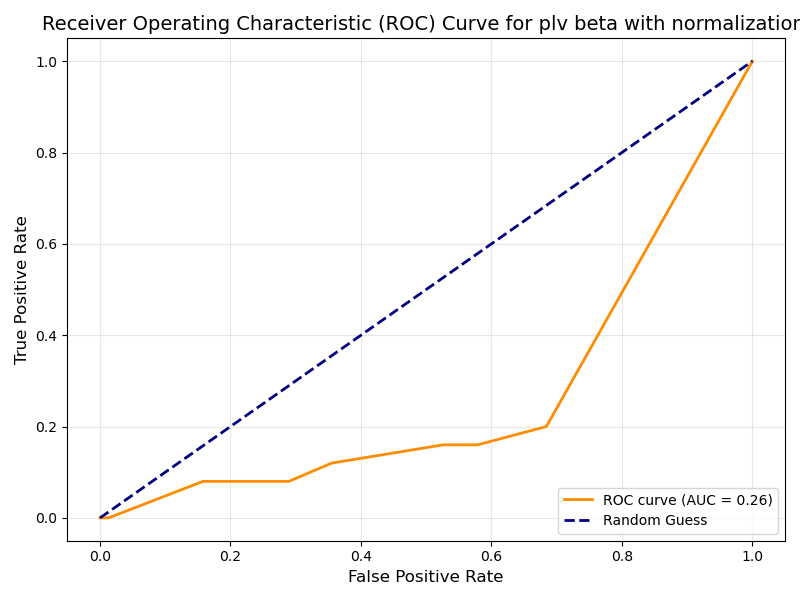 Receiver Operating Characteristic (ROC) Curve for plv beta with normalization
1.0
0.8
0.6
0.4
0.2
0.0
True Positive Rate
0.0 0.2 0.4 0.6 0.8 1.0
False Positive Rate
ROC curve (AUC = 0.26)
Random Guess